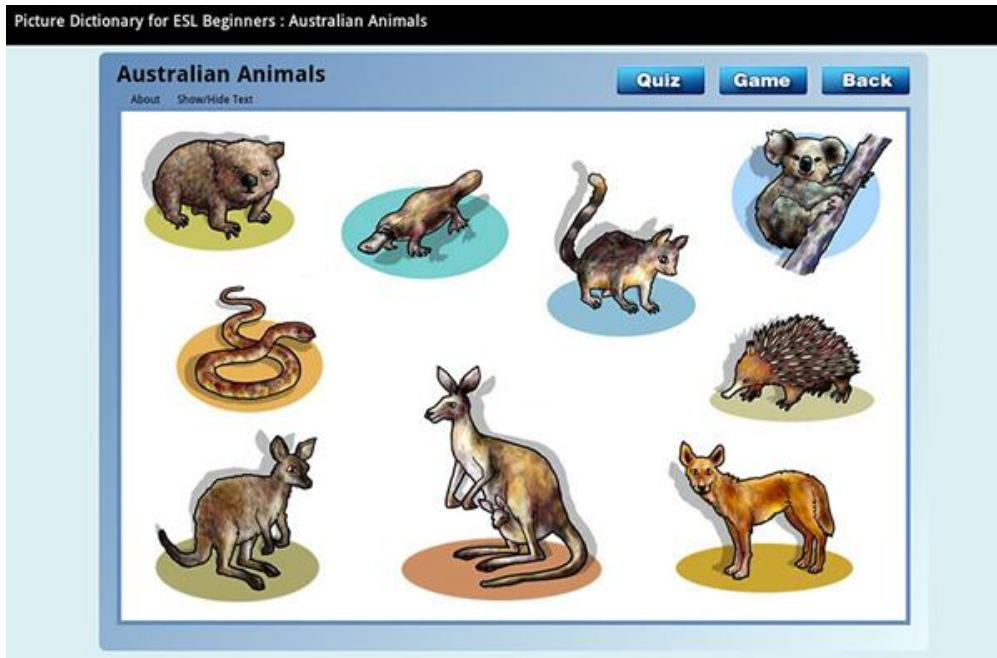 Picture Dictionary for ESL Beginners : Australian Animals
Australian Animals
Quiz Game Back
About Show/Hide Text